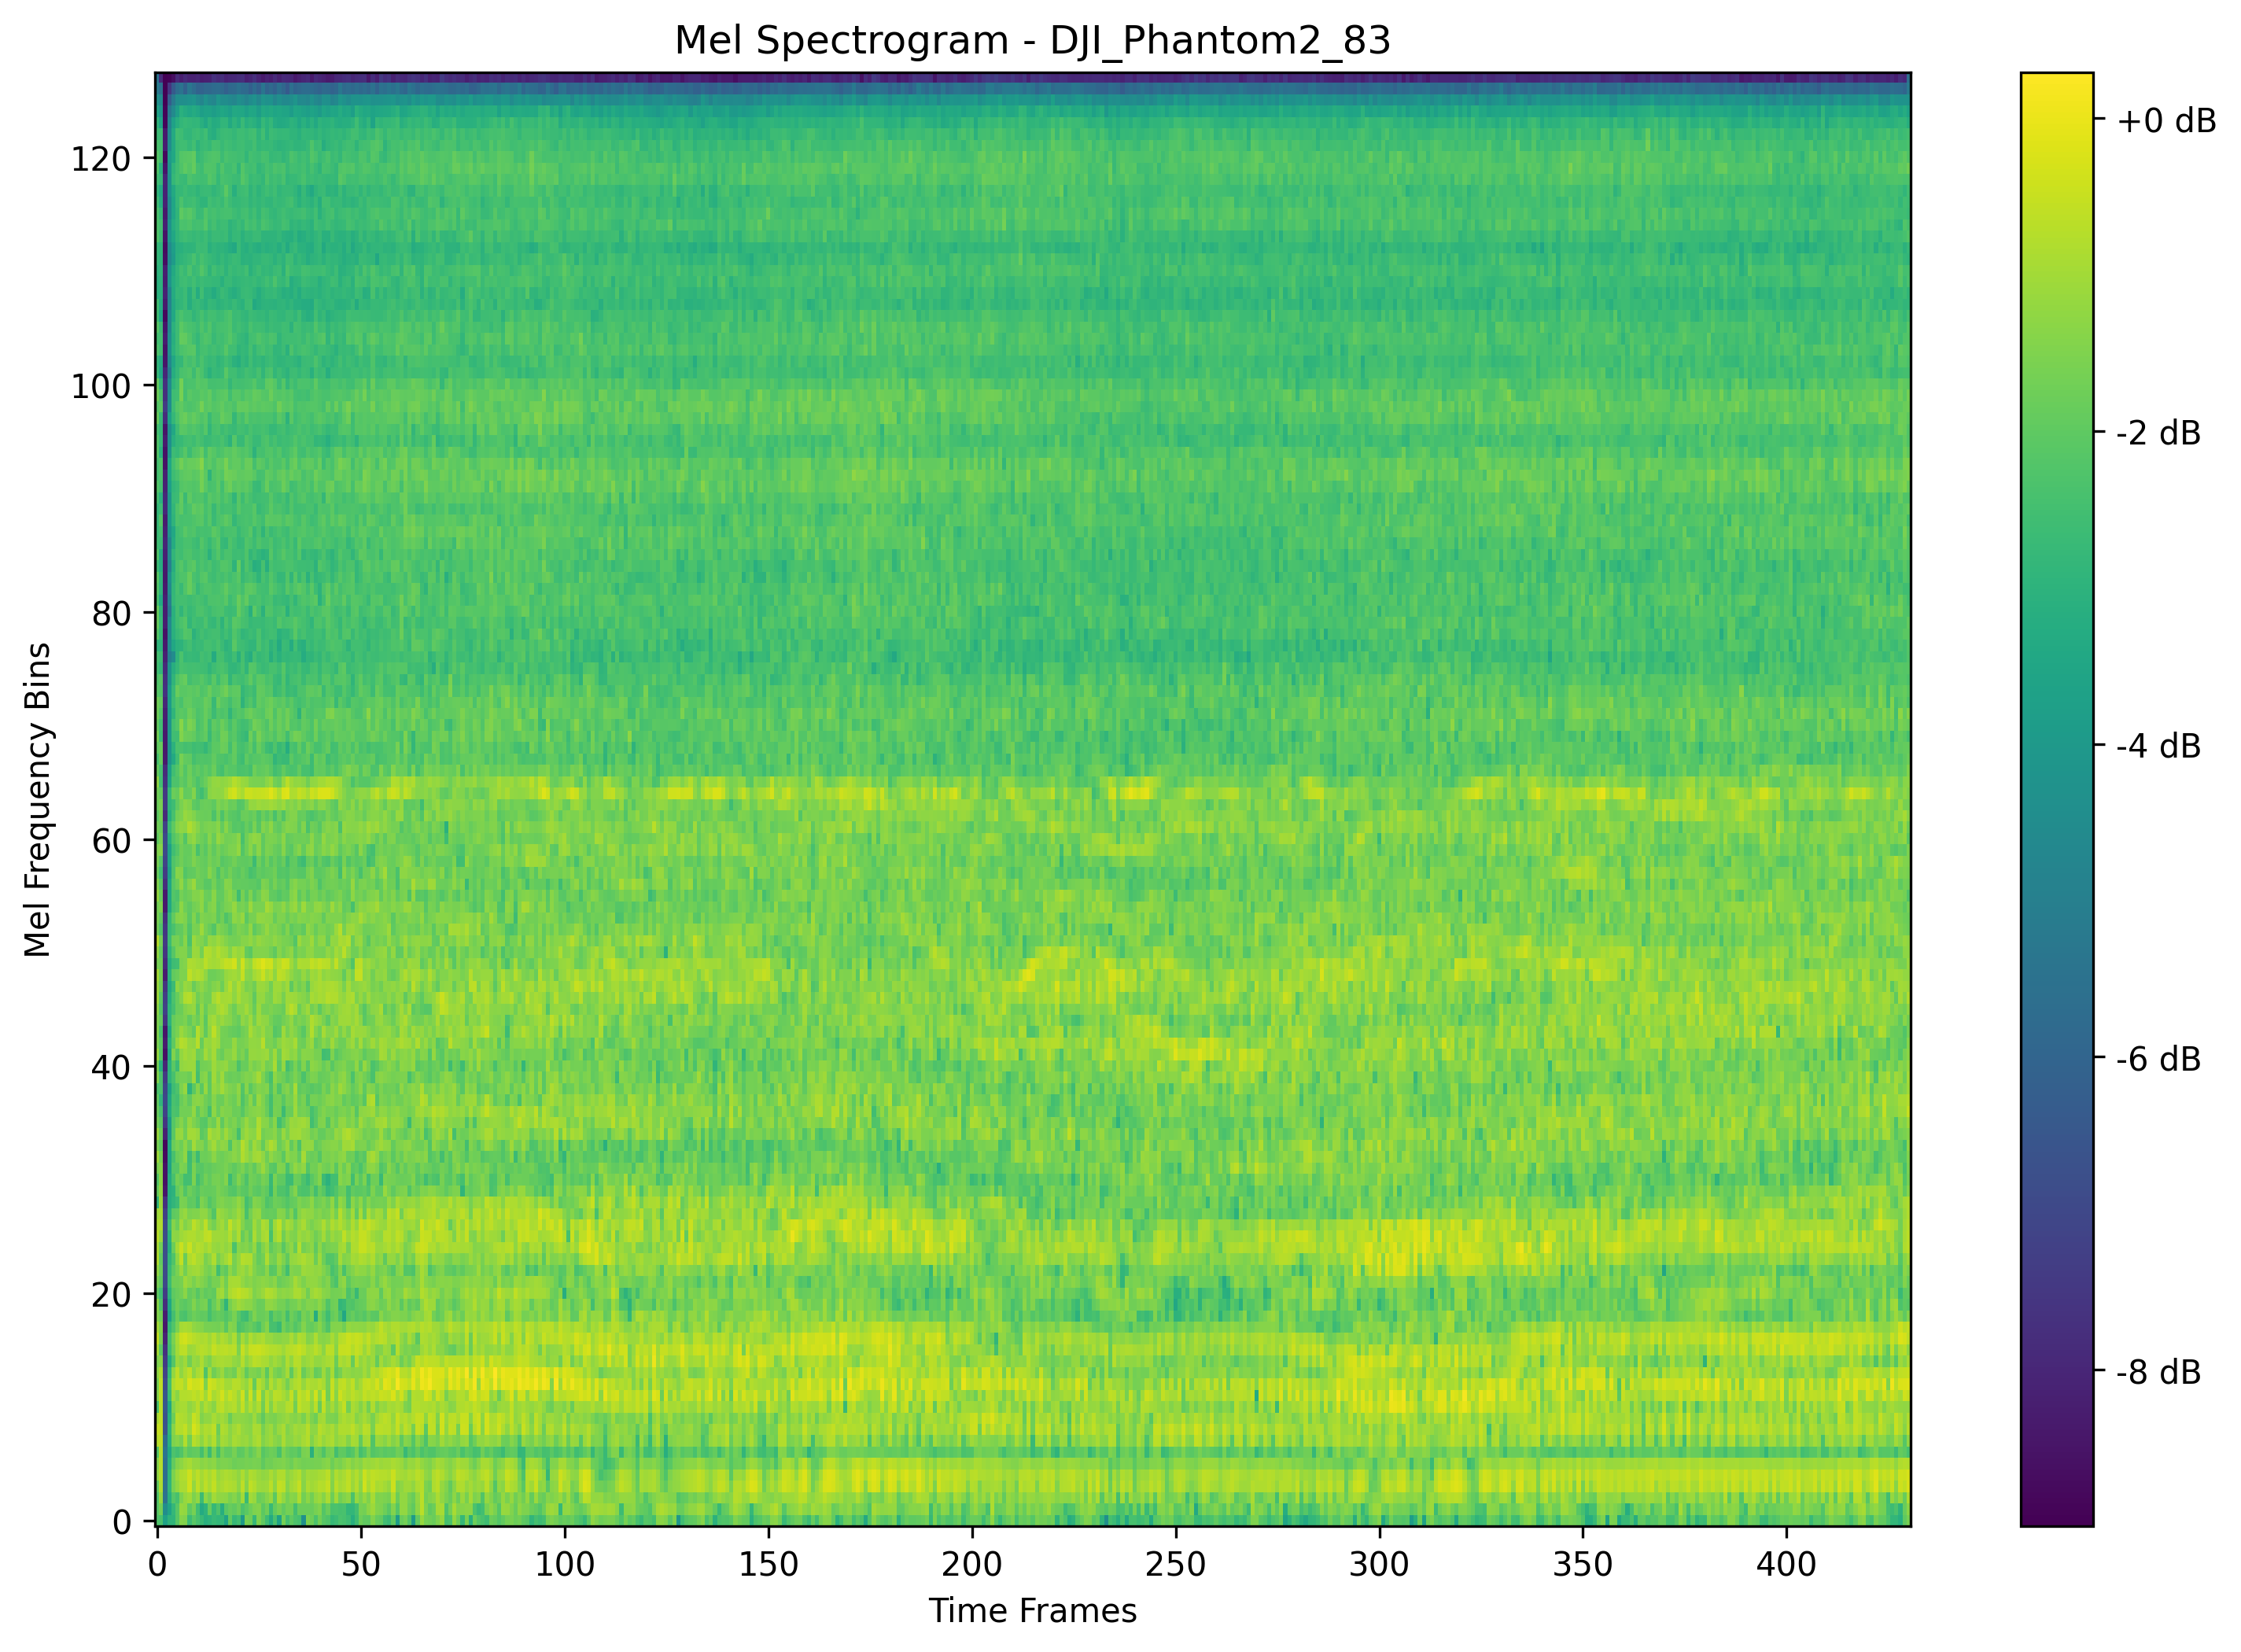 Mel Spectrogram - DJI_Phantom2_83
Mel Frequency Bins
120
100
80
60
40
20
0
0 50 100 150 200 250 300 350 400
Time Frames
+0 dB
-2 dB
-4 dB
-6 dB
-8 dB